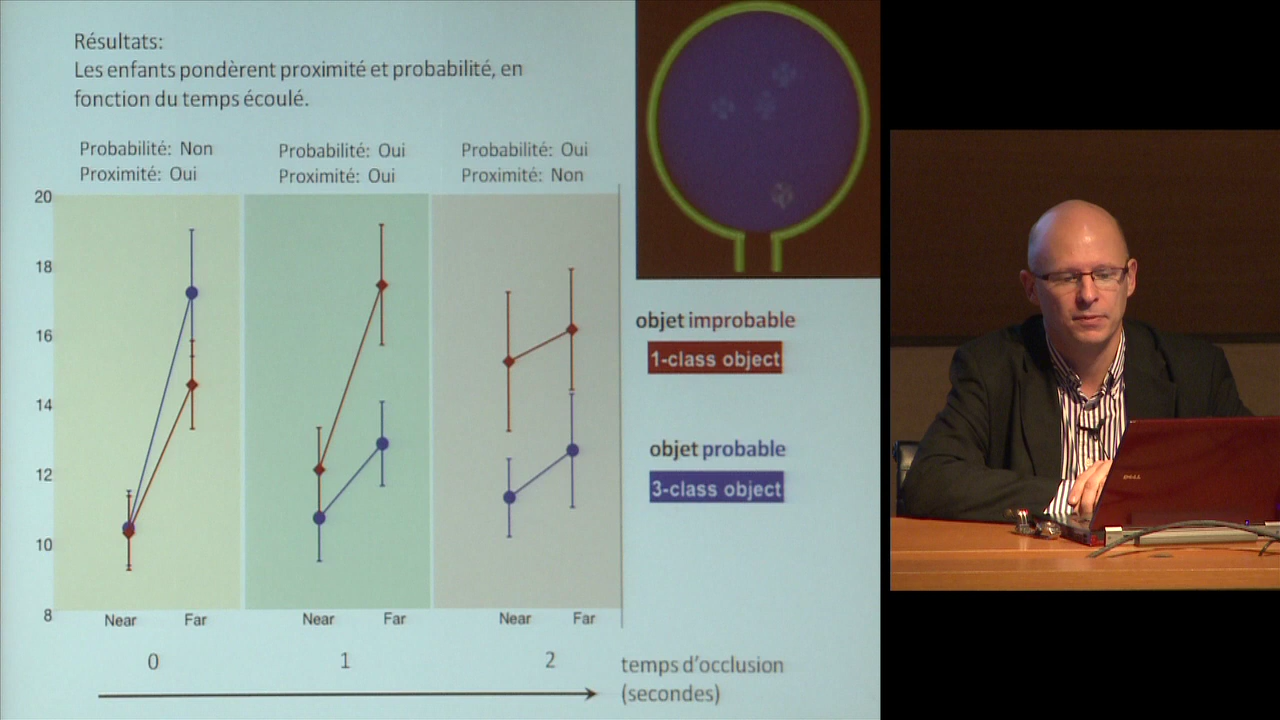 Résultats:
Les enfants pondèrent proximité et probabilité, en
fonction du temps écoulé.
Probabilité: Non
Proximité: Oui
Probabilité: Oui
Proximité: Oui
Probabilité: Oui
Proximité: Non
20
18
16
14
12
10
8
Near
Far
Near
Far
Near
Far
0
1
2
temps d'occlusion
(secondes)
objet improbable
1-class object
objet probable
3-class object
DELL